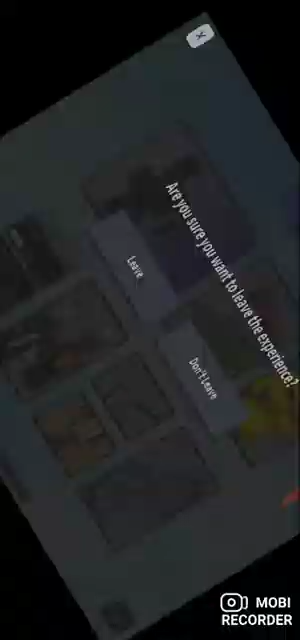 X
Are you sure you want to leave the experience?
Leave
Don't Leave
MOBI
RECORDER